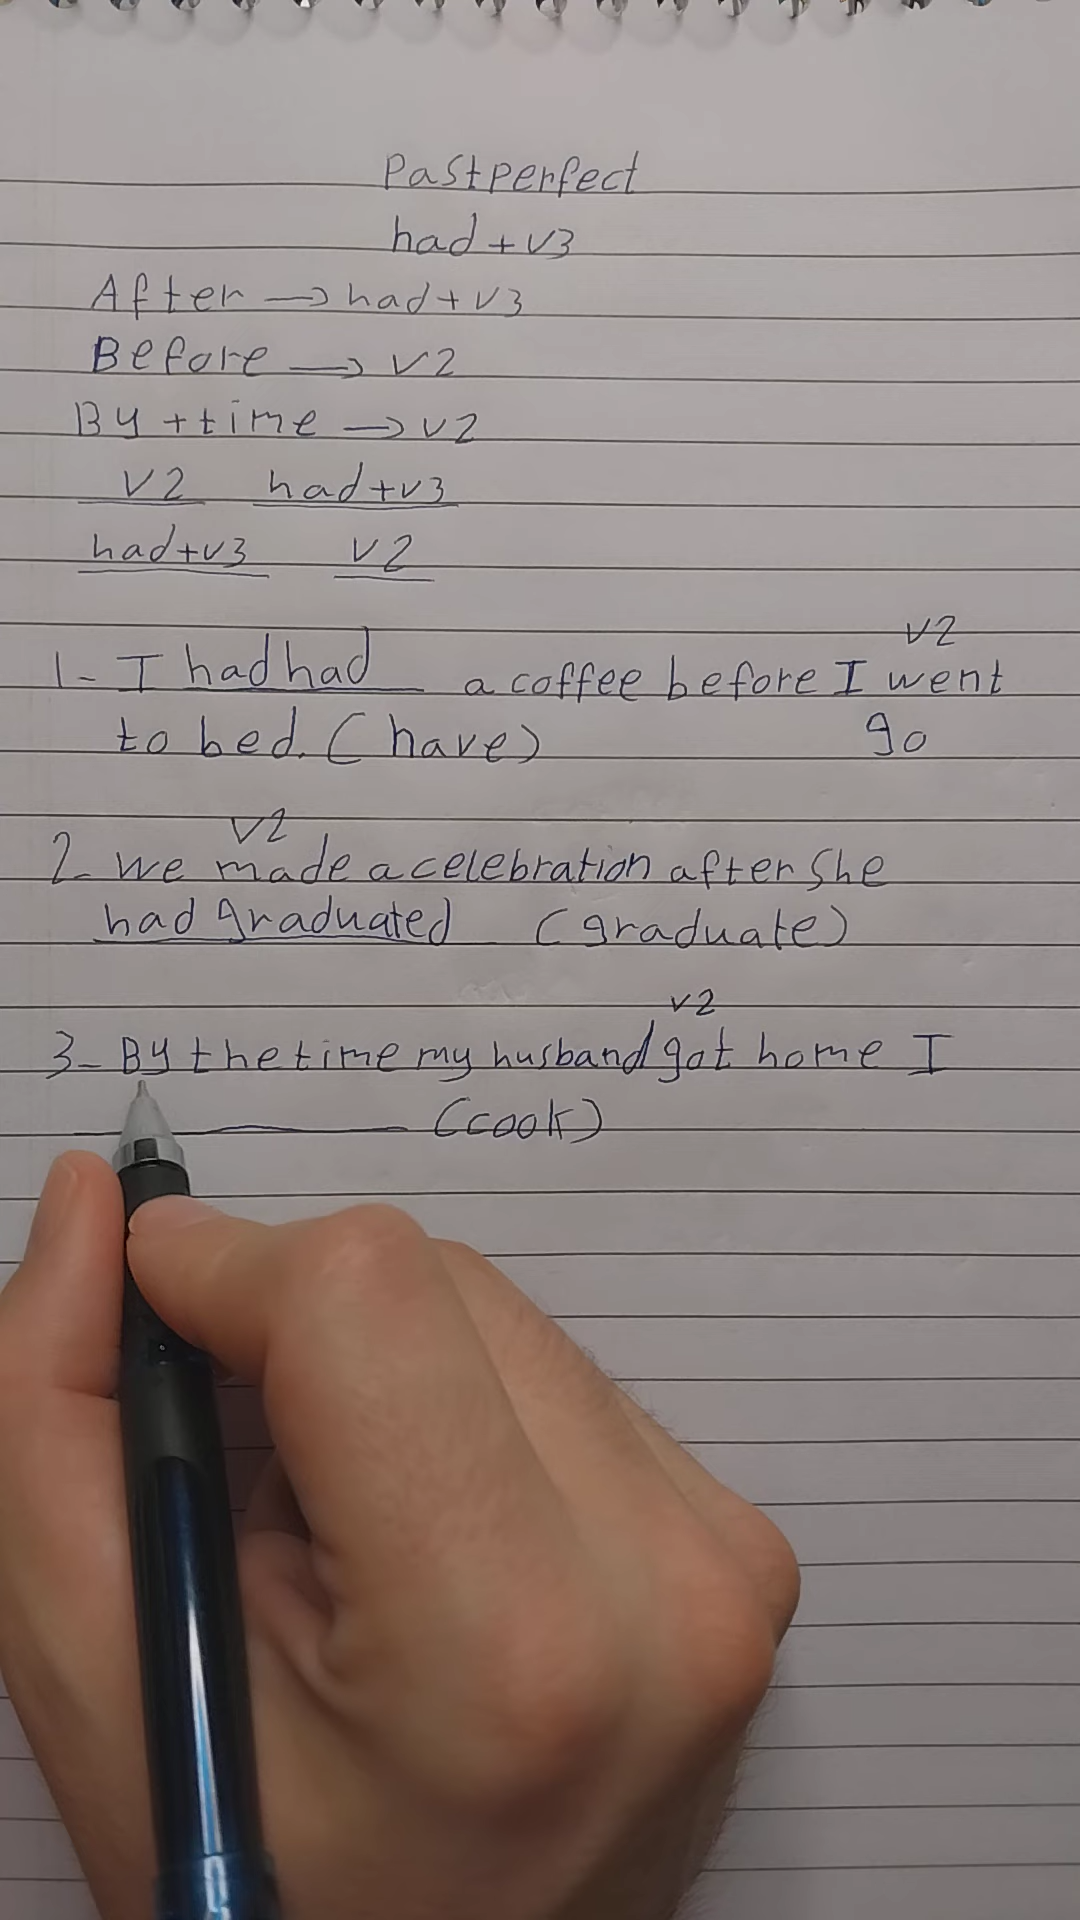 Past perfect
had + v3
After → had + v3
Before → v2
By + time → v2
v2 had+v3
had+v3 v2
v2
1- I had had a coffee before I went
to bed. (have) go
v2
2- we made a celebration after she
had graduated (graduate)
v2
3- By the time my husband got home I
(cook)